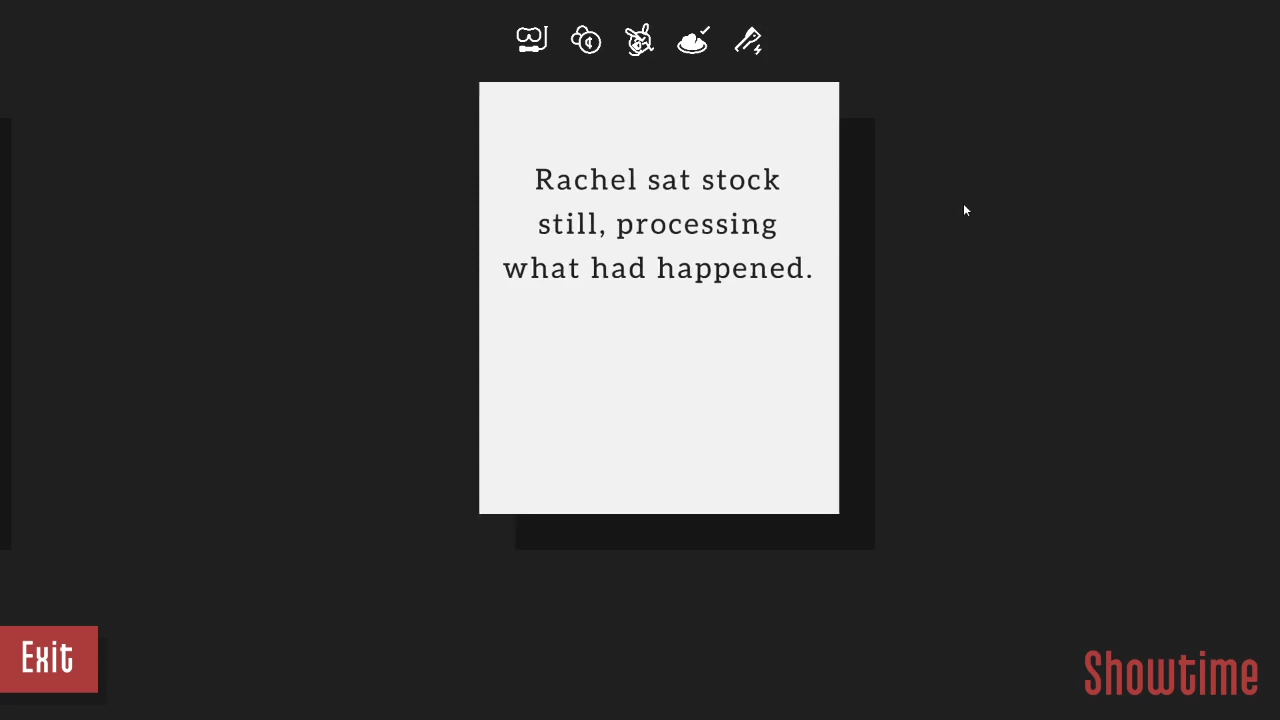 Rachel sat stock
still, processing
what had happened.
Exit
Showtime